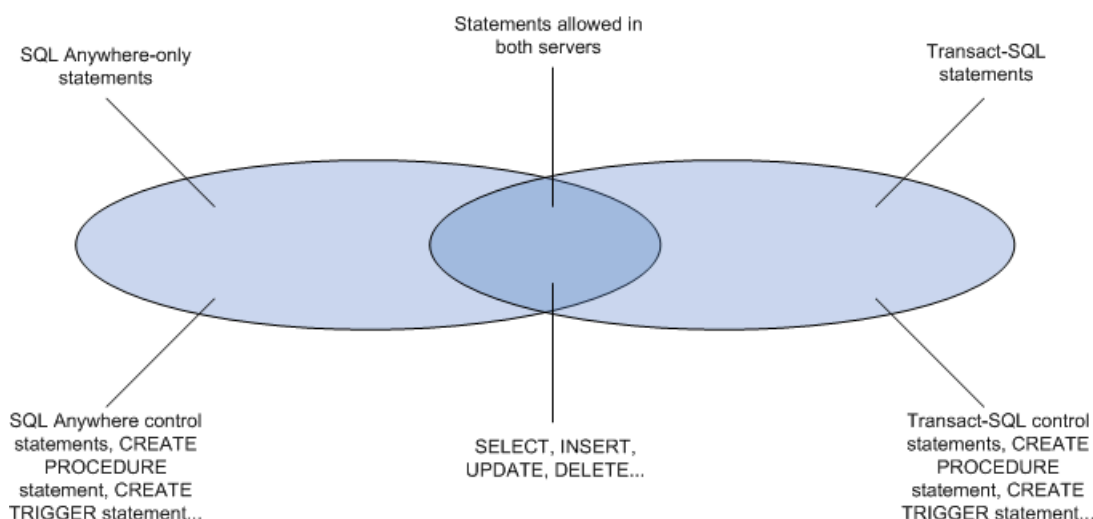 SQL Anywhere-only
statements
Statements allowed in
both servers
Transact-SQL
statements
SQL Anywhere control
statements, CREATE
PROCEDURE
statement, CREATE
TRIGGER statement...
SELECT, INSERT,
UPDATE, DELETE...
Transact-SQL control
statements, CREATE
PROCEDURE
statement, CREATE
TRIGGER statement...